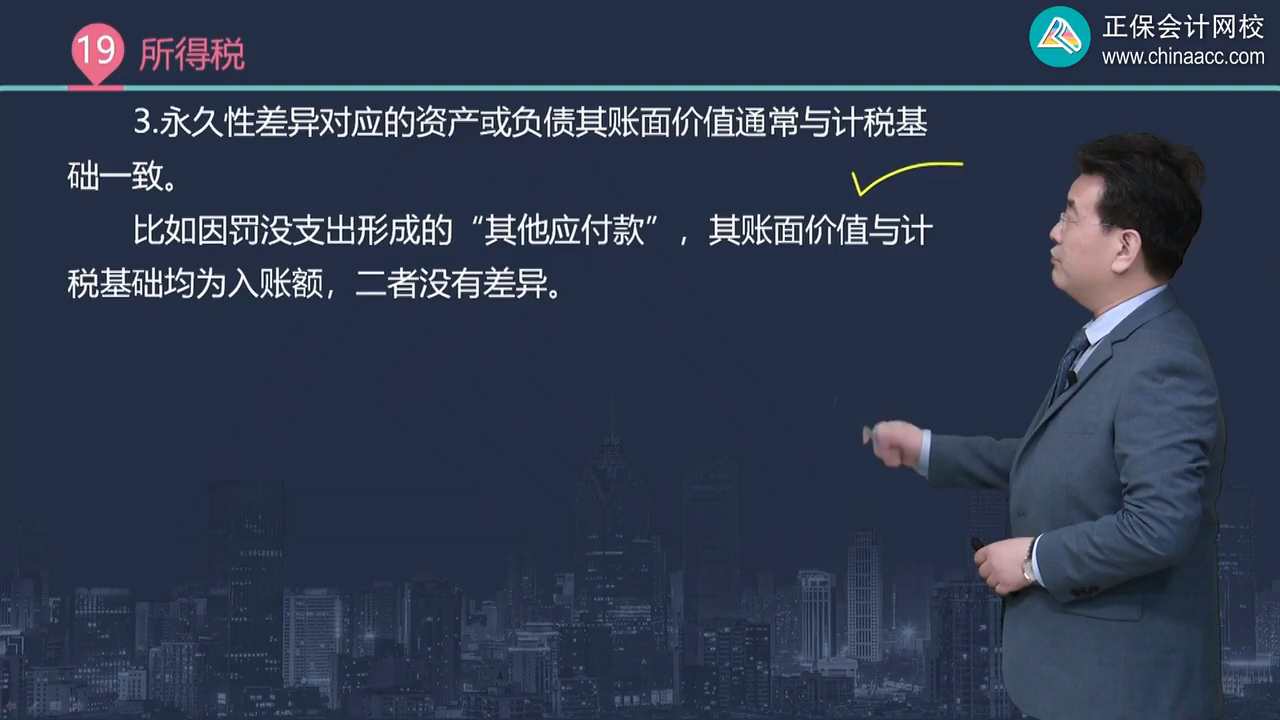 正保会计网校
www.chinaacc.com
19 所得税
3.永久性差异对应的资产或负债其账面价值通常与计税基
础一致。
比如因罚没支出形成的“其他应付款”，其账面价值与计
税基础均为入账额，二者没有差异。